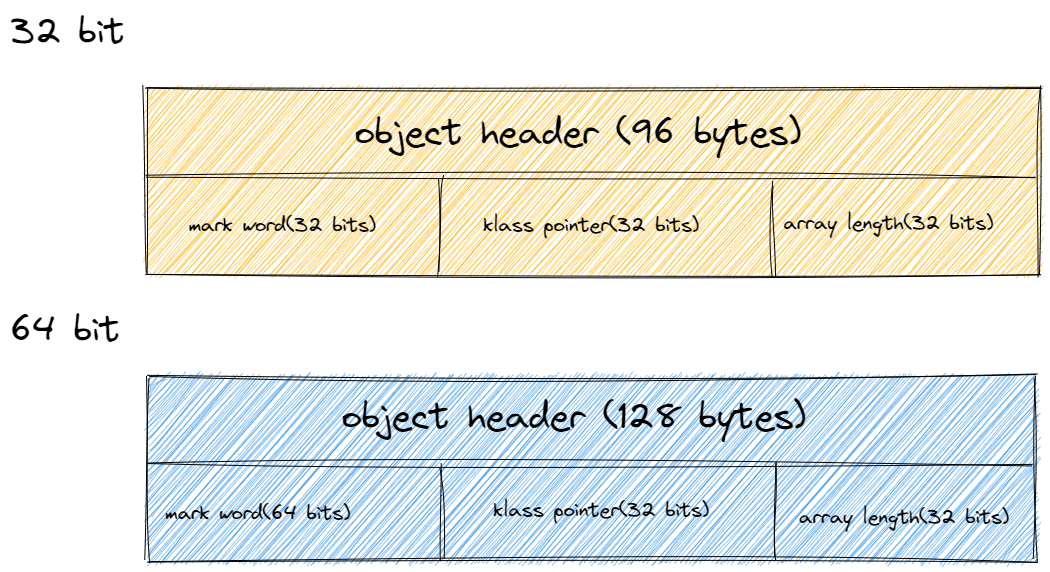 32 bit
object header (96 bytes)
mark word(32 bits) klass pointer(32 bits) array length(32 bits)
64 bit
object header (128 bytes)
mark word(64 bits) klass pointer(32 bits) array length(32 bits)